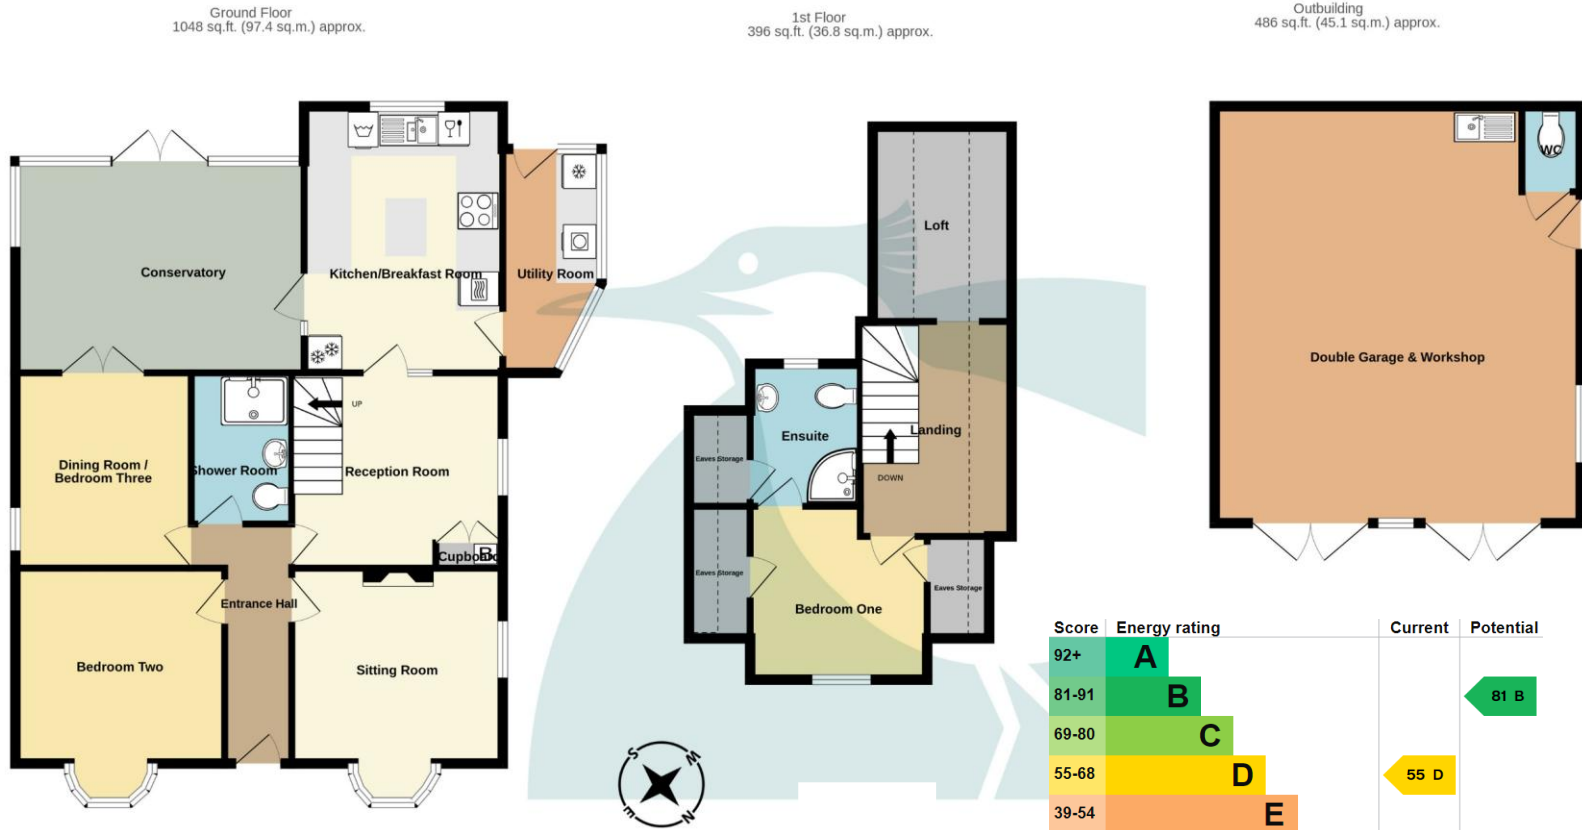 Ground Floor
1048 sq.ft. (97.4 sq.m.) approx.
1st Floor
396 sq.ft. (36.8 sq.m.) approx.
Outbuilding
486 sq.ft. (45.1 sq.m.) approx.
Conservatory
Kitchen/Breakfast Room
Utility Room
UP
Dining Room /
Bedroom Three
Shower Room
Reception Room
B
Cupboard
Entrance Hall
Bedroom Two
Sitting Room
Loft
Ensuite
Landing
Eaves Storage
DOWN
Eaves Storage
Eaves Storage
Bedroom One
WC
Double Garage & Workshop
S
W
E
N
Score Energy rating Current Potential
92+ A
81-91 B 81 B
69-80 C
55-68 D 55 D
39-54 E